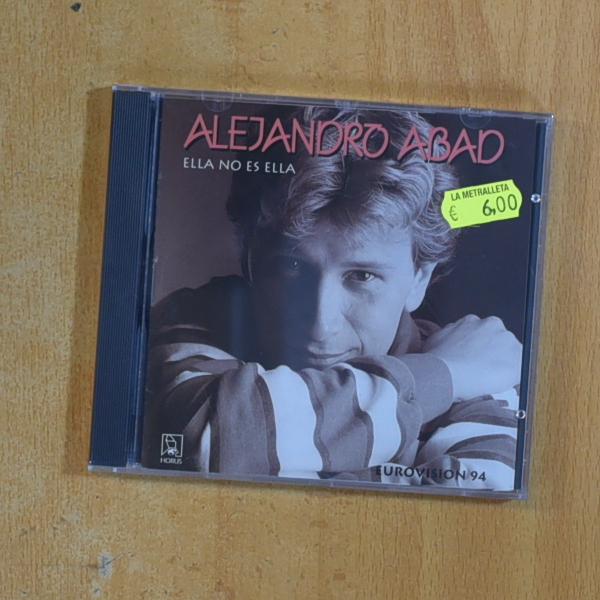 ALEJANDRO ABAD
ELLA NO ES ELLA
LA METRALLETA
€ 6,00
HORUS
EUROVISION 94